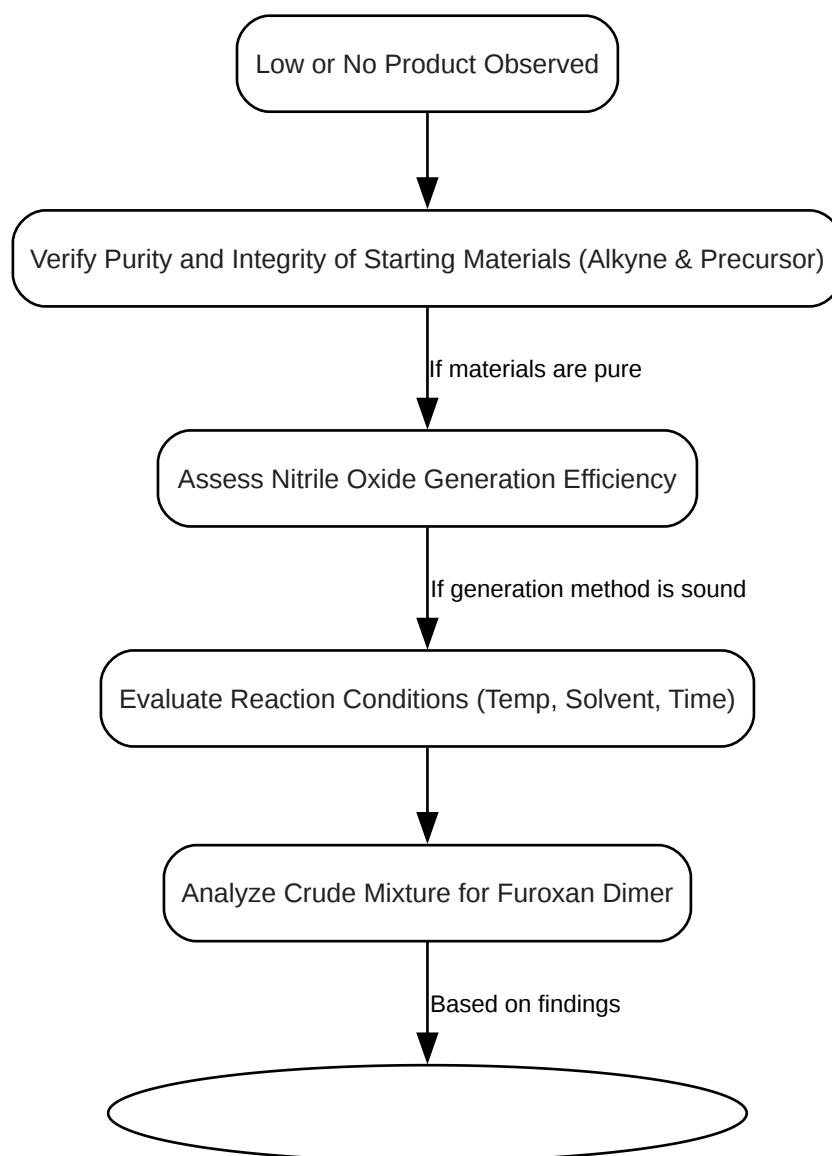 Low or No Product Observed
Verify Purity and Integrity of Starting Materials (Alkyne & Precursor)
If materials are pure
Assess Nitrile Oxide Generation Efficiency
If generation method is sound
Evaluate Reaction Conditions (Temp, Solvent, Time)
Analyze Crude Mixture for Furoxan Dimer
Based on findings